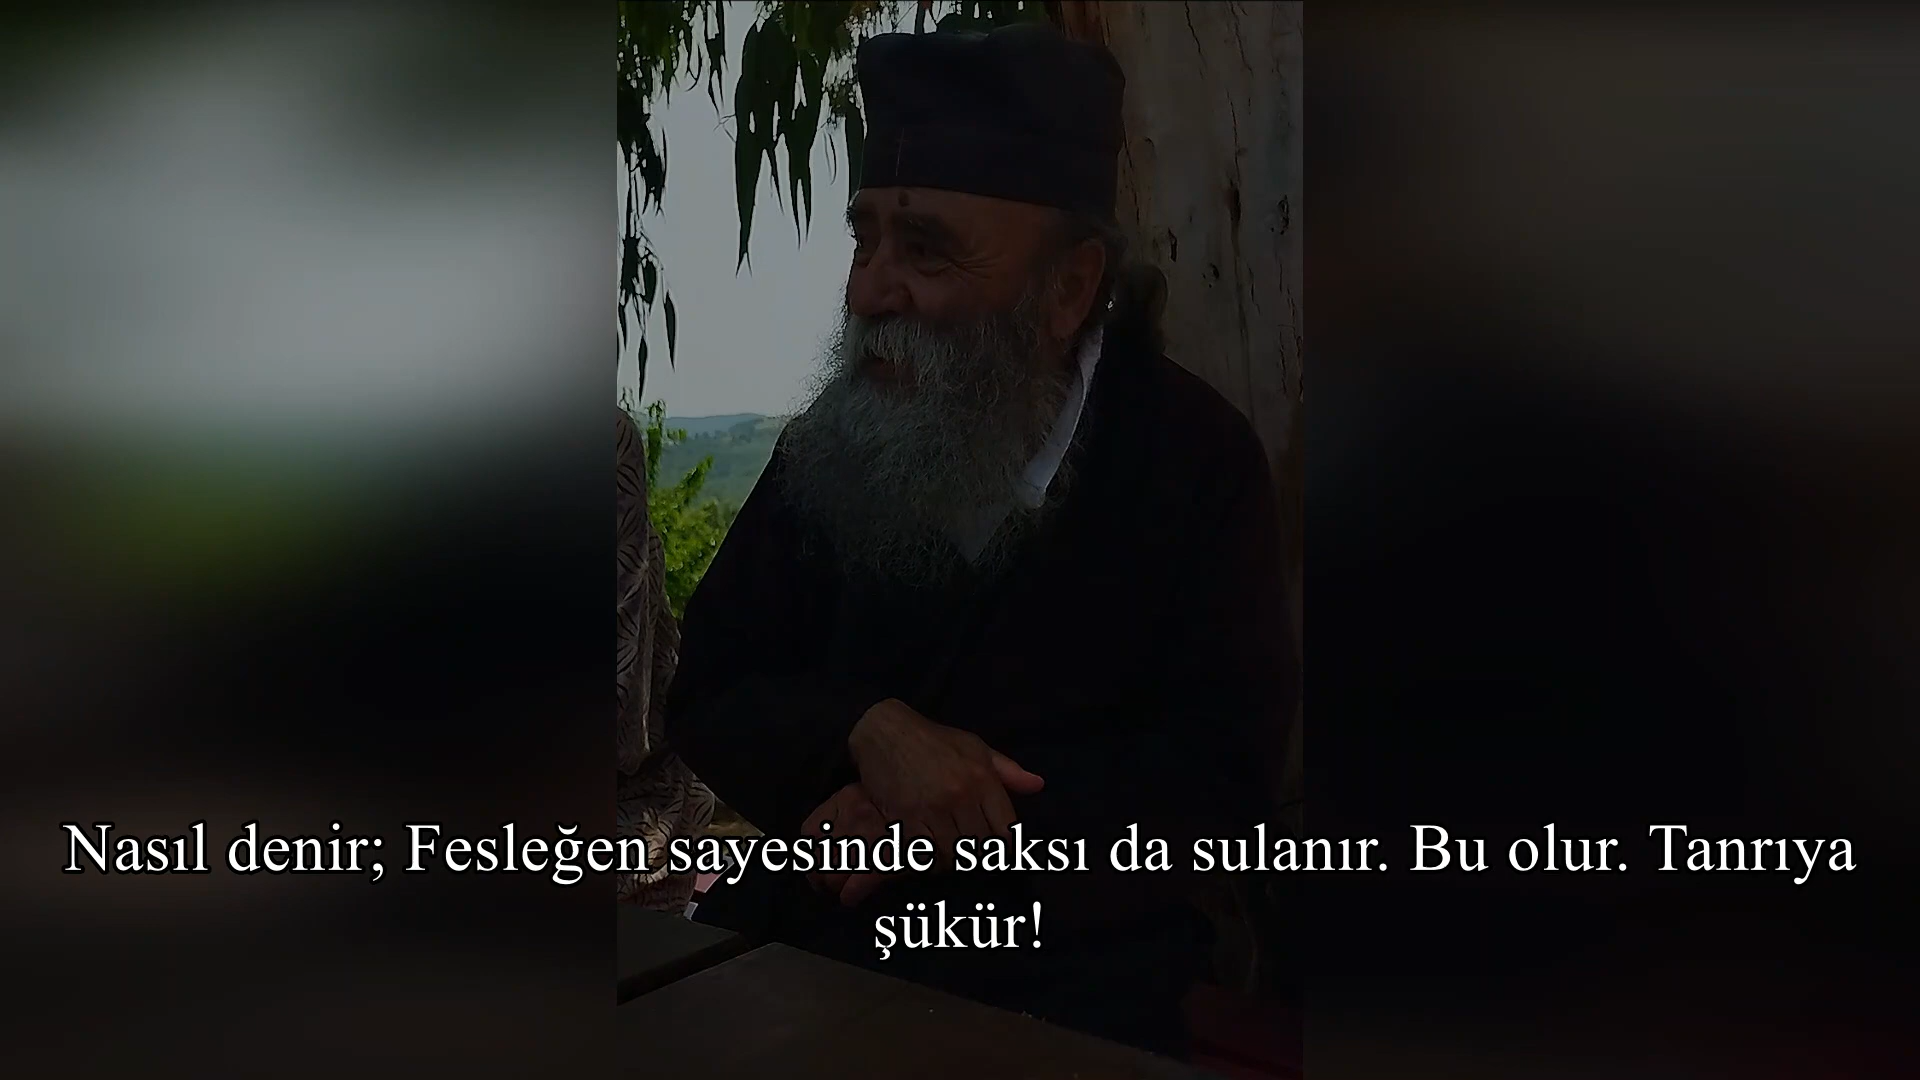 Nasıl denir; Fesleğen sayesinde saksı da sulanır. Bu olur. Tanrıya
şükür!